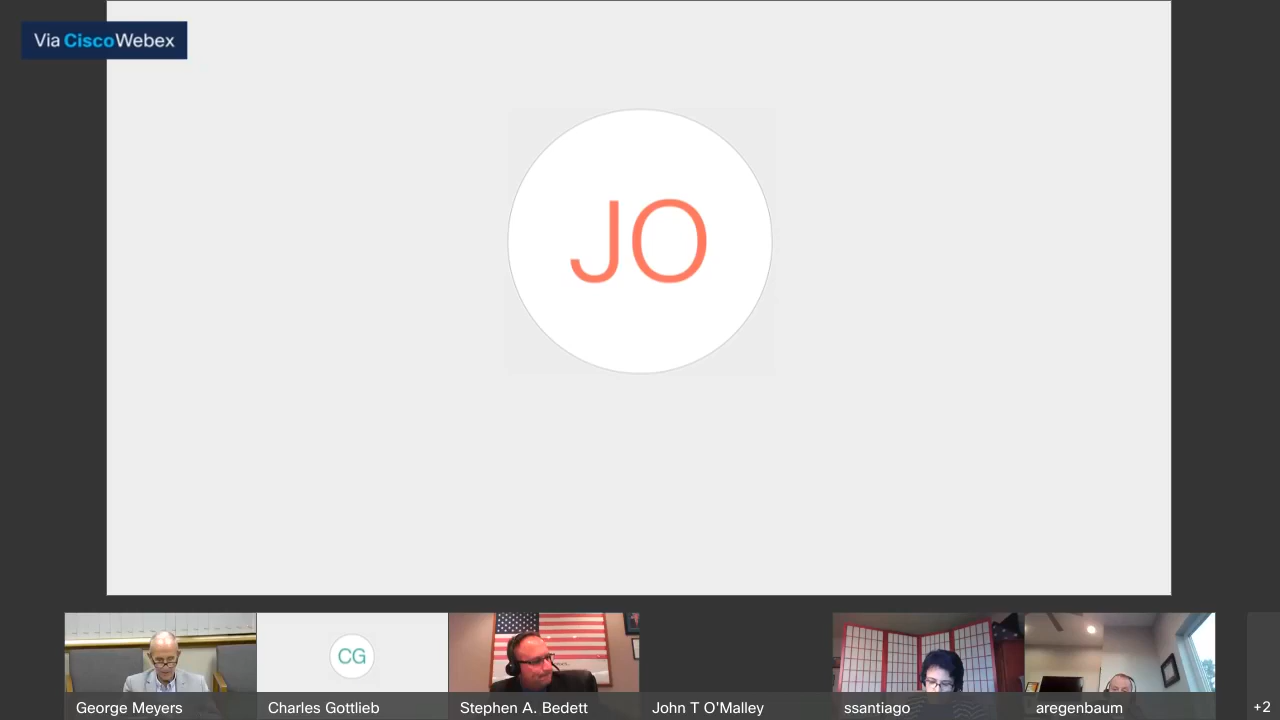 Via CiscoWebex
JO
CG
George Meyers
Charles Gottlieb
Stephen A. Bedett
John T O'Malley
ssantiago
aregenbaum
+2